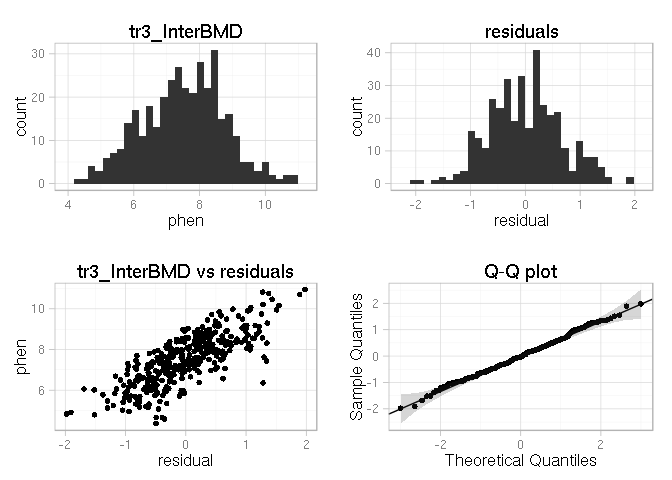 tr3_InterBMD
30
20
10
0
count
4 6 8 10
phen
residuals
40
30
20
10
0
count
-2 -1 0 1 2
residual
tr3_InterBMD vs residuals
10
8
6
phen
-2 -1 0 1 2
residual
Q-Q plot
2
1
0
-1
-2
Sample Quantiles
-2 0 2
Theoretical Quantiles